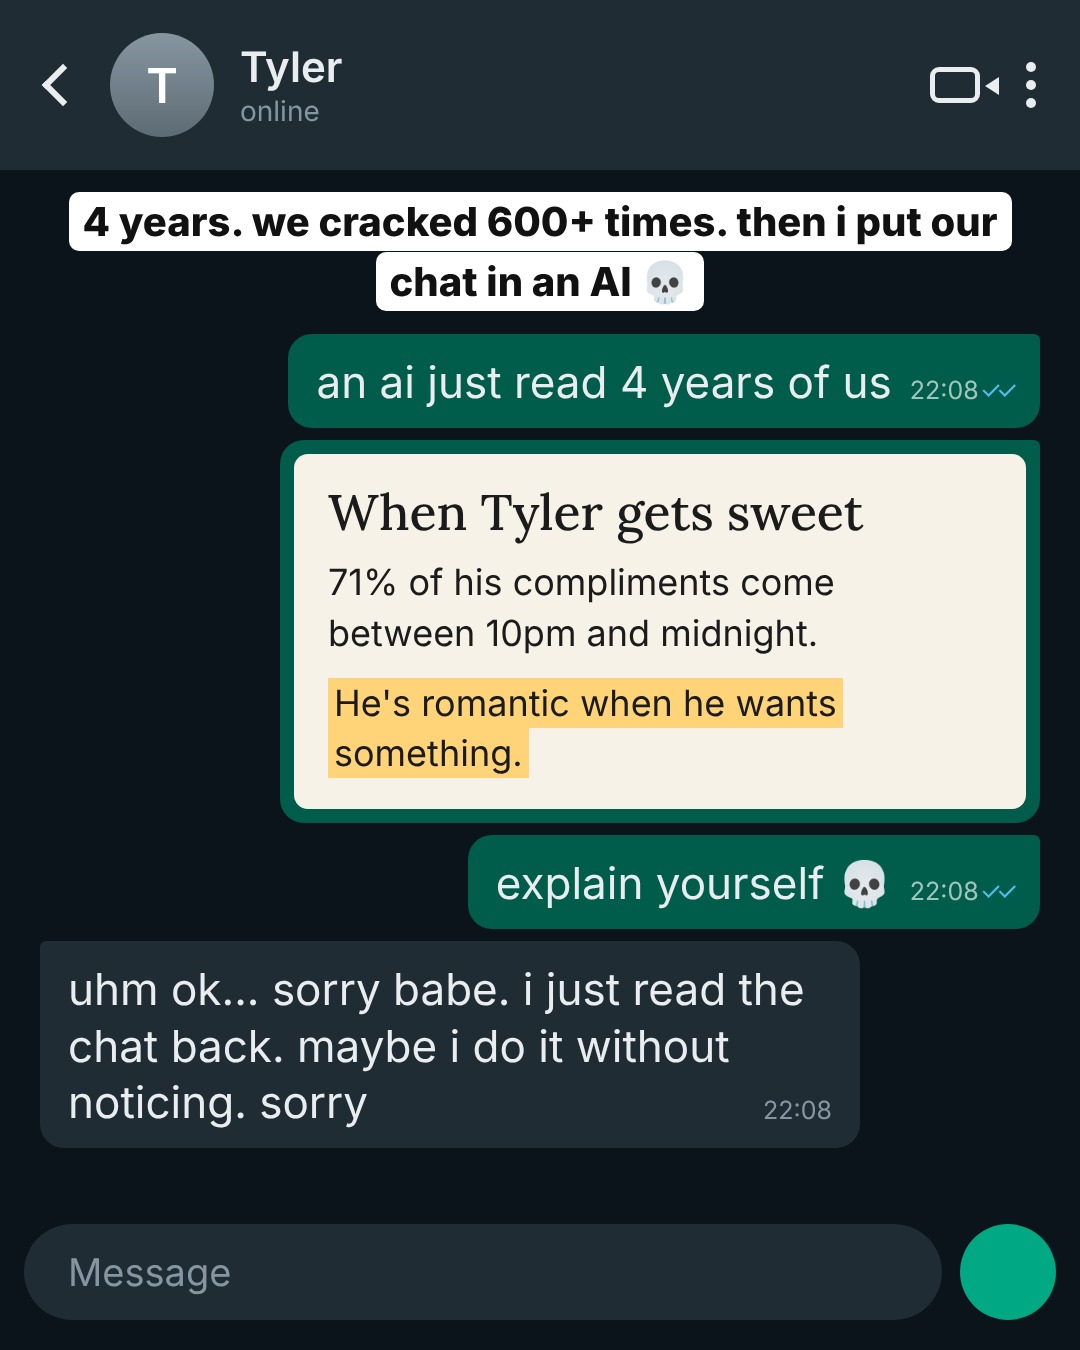 T
Tyler
online
4 years. we cracked 600+ times. then i put our
chat in an AI 💀
an ai just read 4 years of us 22:08
When Tyler gets sweet
71% of his compliments come
between 10pm and midnight.
He's romantic when he wants
something.
explain yourself 💀 22:08
uhm ok... sorry babe. i just read the
chat back. maybe i do it without
noticing. sorry 22:08
Message